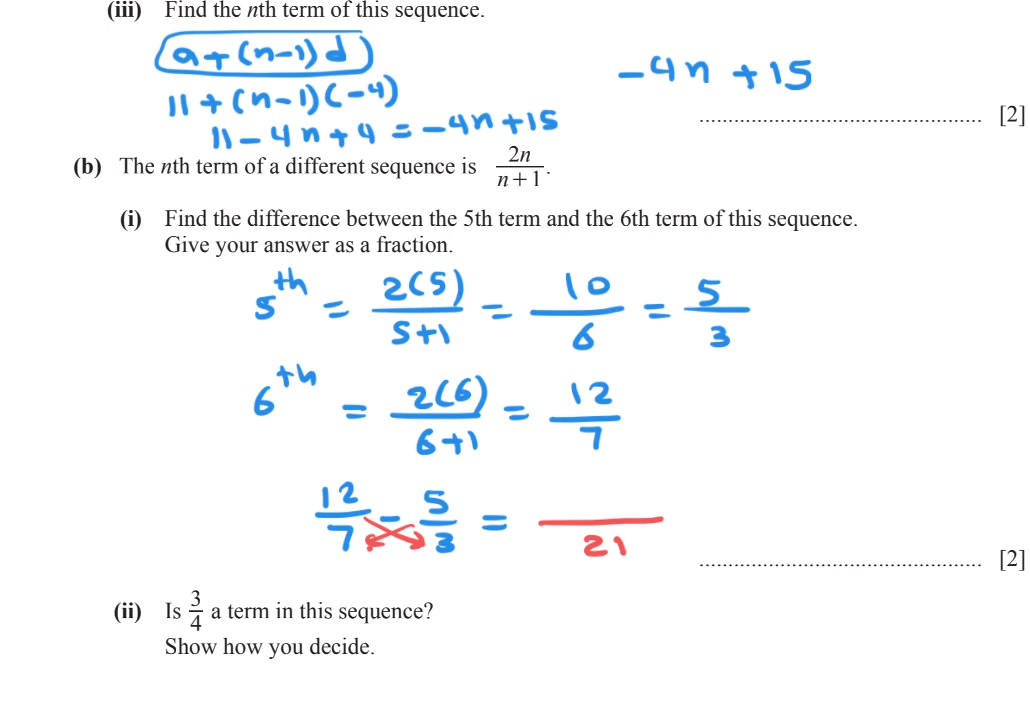 (iii) Find the nth term of this sequence.
a+(n-1)d
11+(n-1)(-4)
11-4n+4 = -4n+15
-4n+15
.................................................. [2]
(b) The nth term of a different sequence is 2n/(n+1).
(i) Find the difference between the 5th term and the 6th term of this sequence.
Give your answer as a fraction.
5th = 2(5)/(5+1) = 10/6 = 5/3
6th = 2(6)/(6+1) = 12/7
12/7 - 5/3 = /21
.................................................. [2]
(ii) Is 3/4 a term in this sequence?
Show how you decide.